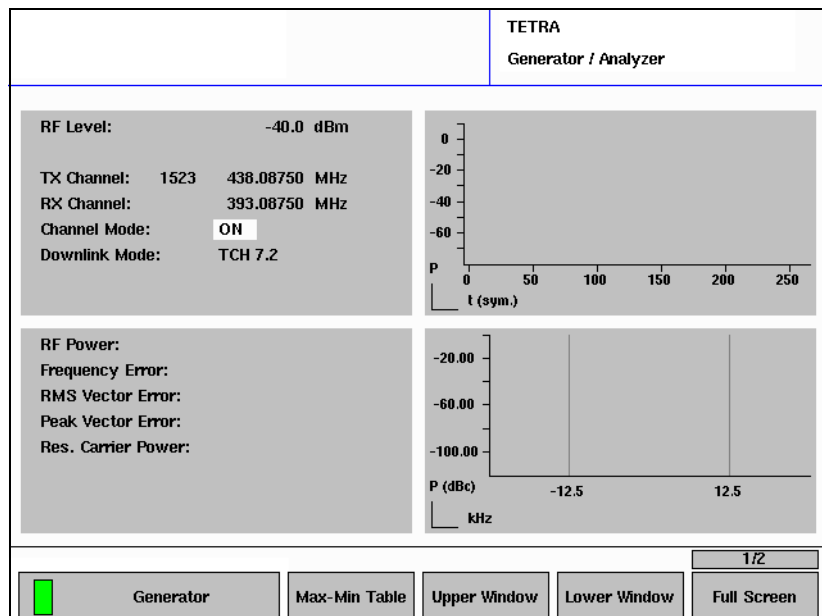 TETRA
Generator / Analyzer
RF Level: -40.0 dBm
TX Channel: 1523 438.08750 MHz
RX Channel: 393.08750 MHz
Channel Mode: ON
Downlink Mode: TCH 7.2
0
-20
-40
-60
P
0 50 100 150 200 250
t (sym.)
RF Power:
Frequency Error:
RMS Vector Error:
Peak Vector Error:
Res. Carrier Power:
-20.00
-60.00
-100.00
P (dBc)
-12.5 12.5
kHz
1/2
Generator Max-Min Table Upper Window Lower Window Full Screen